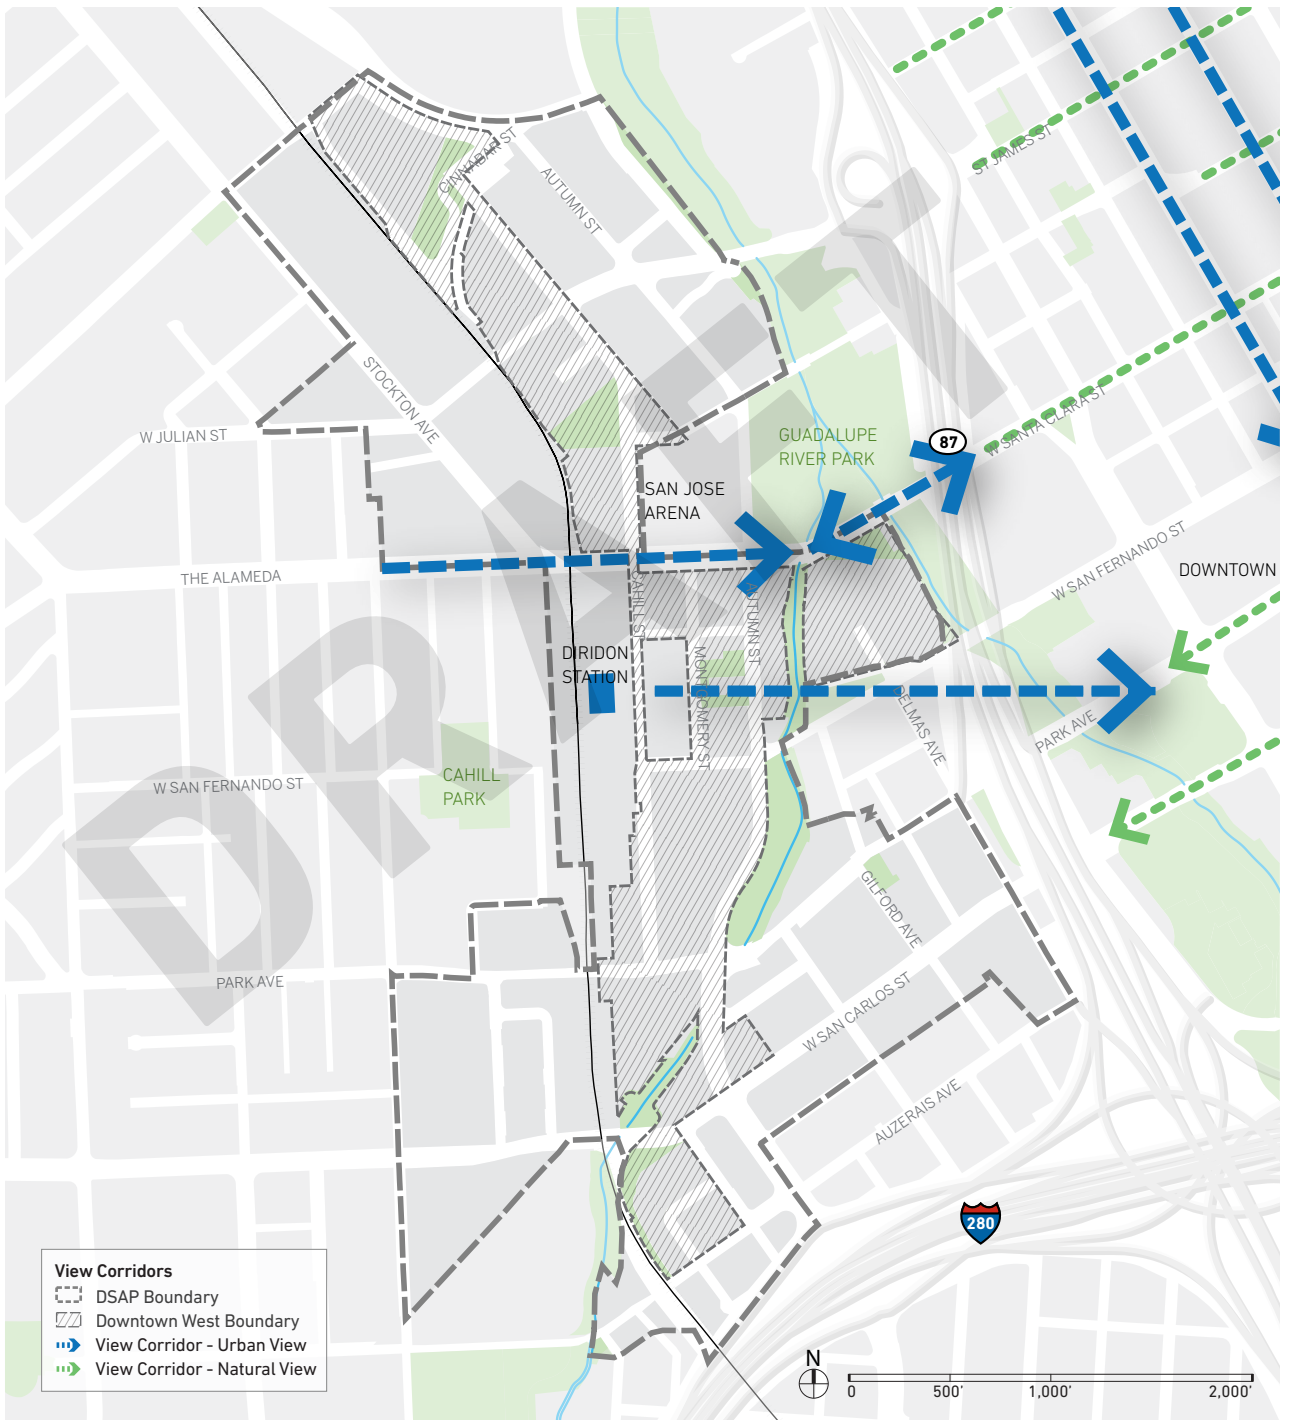 CINNABAR ST
AUTUMN ST
ST JAMES ST
STOCKTON AVE
W JULIAN ST
GUADALUPE
RIVER PARK
87
W SANTA CLARA ST
SAN JOSE
ARENA
THE ALAMEDA
CAHILL ST
AUTUMN ST
W SAN FERNANDO ST
DOWNTOWN
DIRIDON
STATION
MONTGOMERY ST
DELMAS AVE
PARK AVE
CAHILL
PARK
W SAN FERNANDO ST
GILFORD AVE
PARK AVE
W SAN CARLOS ST
AUZERAIS AVE
280
DRAFT
View Corridors
DSAP Boundary
Downtown West Boundary
View Corridor - Urban View
View Corridor - Natural View
N
0 500' 1,000' 2,000'